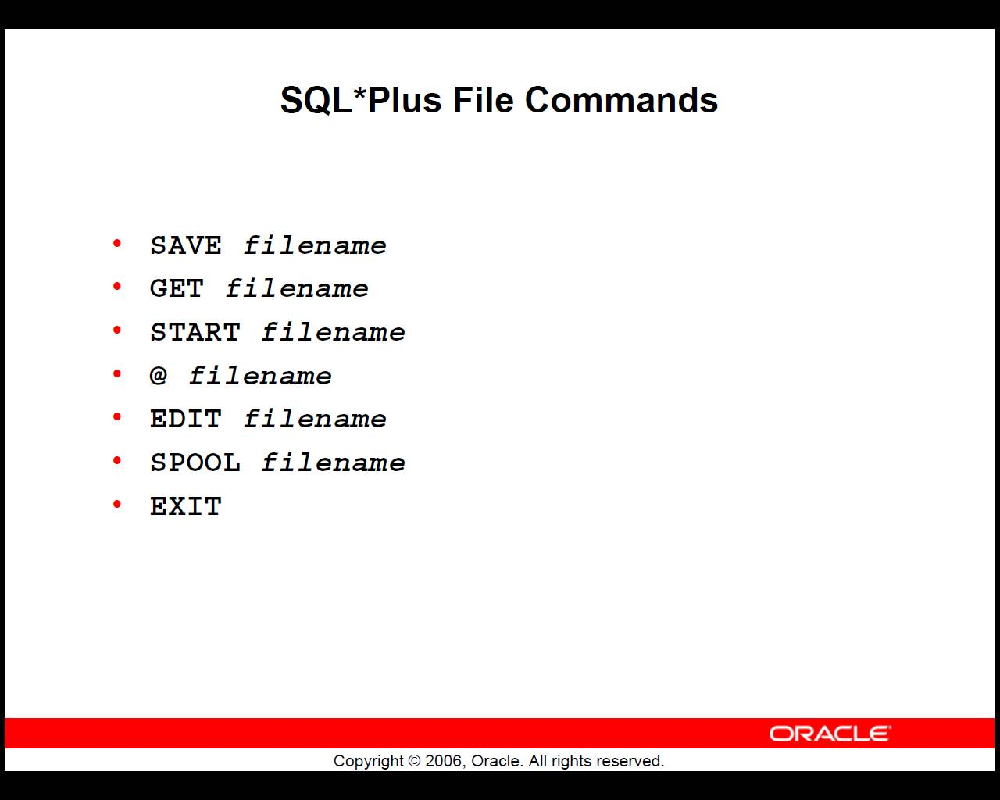 SQL*Plus File Commands
• SAVE filename
• GET filename
• START filename
• @ filename
• EDIT filename
• SPOOL filename
• EXIT
ORACLE®
Copyright © 2006, Oracle. All rights reserved.